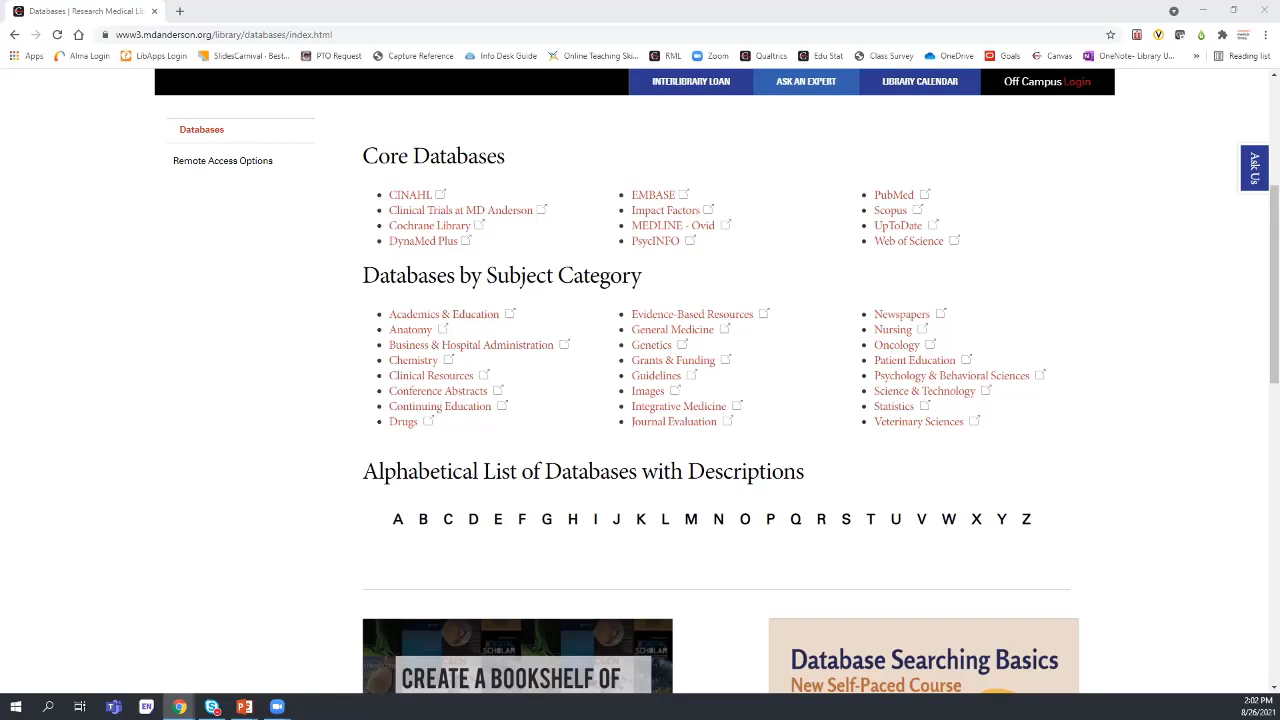 Databases | Research Medical Lib
www3.mdanderson.org/library/databases/index.html
Apps Alma Login LibApps Login SlidesCarnival - Best... PTO Request Capture Reference Info Desk Guide Online Teaching Ski... RML Zoom Qualtrics Edu Stat Class Survey OneDrive Goals Canvas OneNote- Library U... » Reading list
INTERLIBRARY LOAN ASK AN EXPERT LIBRARY CALENDAR Off Campus Login
Databases
Remote Access Options
Ask Us
Core Databases
CINAHL
Clinical Trials at MD Anderson
Cochrane Library
DynaMed Plus
EMBASE
Impact Factors
MEDLINE - Ovid
PsycINFO
PubMed
Scopus
UpToDate
Web of Science
Databases by Subject Category
Academics & Education
Anatomy
Business & Hospital Administration
Chemistry
Clinical Resources
Conference Abstracts
Continuing Education
Drugs
Evidence-Based Resources
General Medicine
Genetics
Grants & Funding
Guidelines
Images
Integrative Medicine
Journal Evaluation
Newspapers
Nursing
Oncology
Patient Education
Psychology & Behavioral Sciences
Science & Technology
Statistics
Veterinary Sciences
Alphabetical List of Databases with Descriptions
A B C D E F G H I J K L M N O P Q R S T U V W X Y Z
CREATE A BOOKSHELF OF
Database Searching Basics
New Self-Paced Course
2:02 PM
8/26/2021